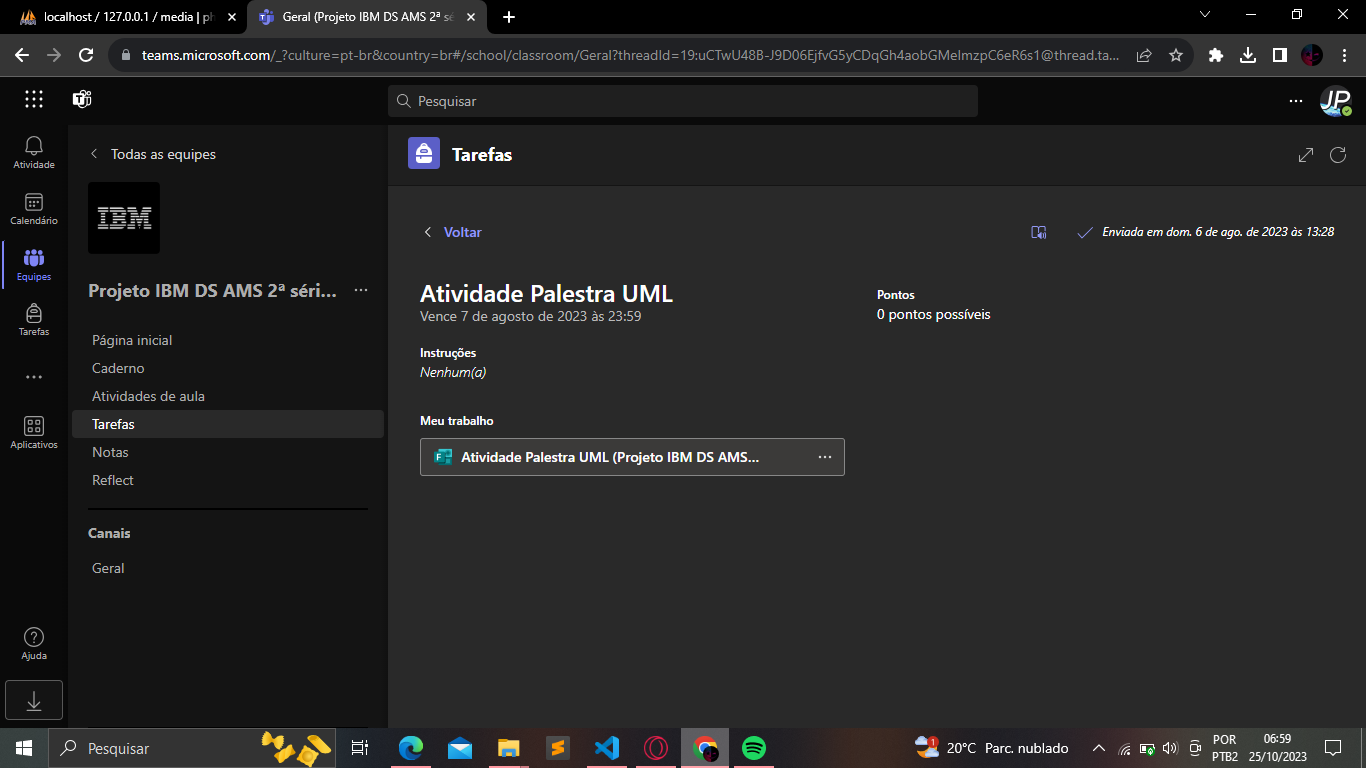 localhost / 127.0.0.1 / media | ph
Geral (Projeto IBM DS AMS 2ª sé
teams.microsoft.com/_?culture=pt-br&country=br#/school/classroom/Geral?threadId=19:uCTwU48B-J9D06EjfvG5yCDqGh4aobGMeImzpC6eR6s1@thread.ta...
Pesquisar
JP
Atividade
Calendário
Equipes
Tarefas
Aplicativos
Ajuda
Todas as equipes
IBM
Projeto IBM DS AMS 2ª séri...
Página inicial
Caderno
Atividades de aula
Tarefas
Notas
Reflect
Canais
Geral
Tarefas
Voltar
Enviada em dom. 6 de ago. de 2023 às 13:28
Atividade Palestra UML
Vence 7 de agosto de 2023 às 23:59
Pontos
0 pontos possíveis
Instruções
Nenhum(a)
Meu trabalho
F
Atividade Palestra UML (Projeto IBM DS AMS...
Pesquisar
1
20°C Parc. nublado
POR
PTB2
06:59
25/10/2023